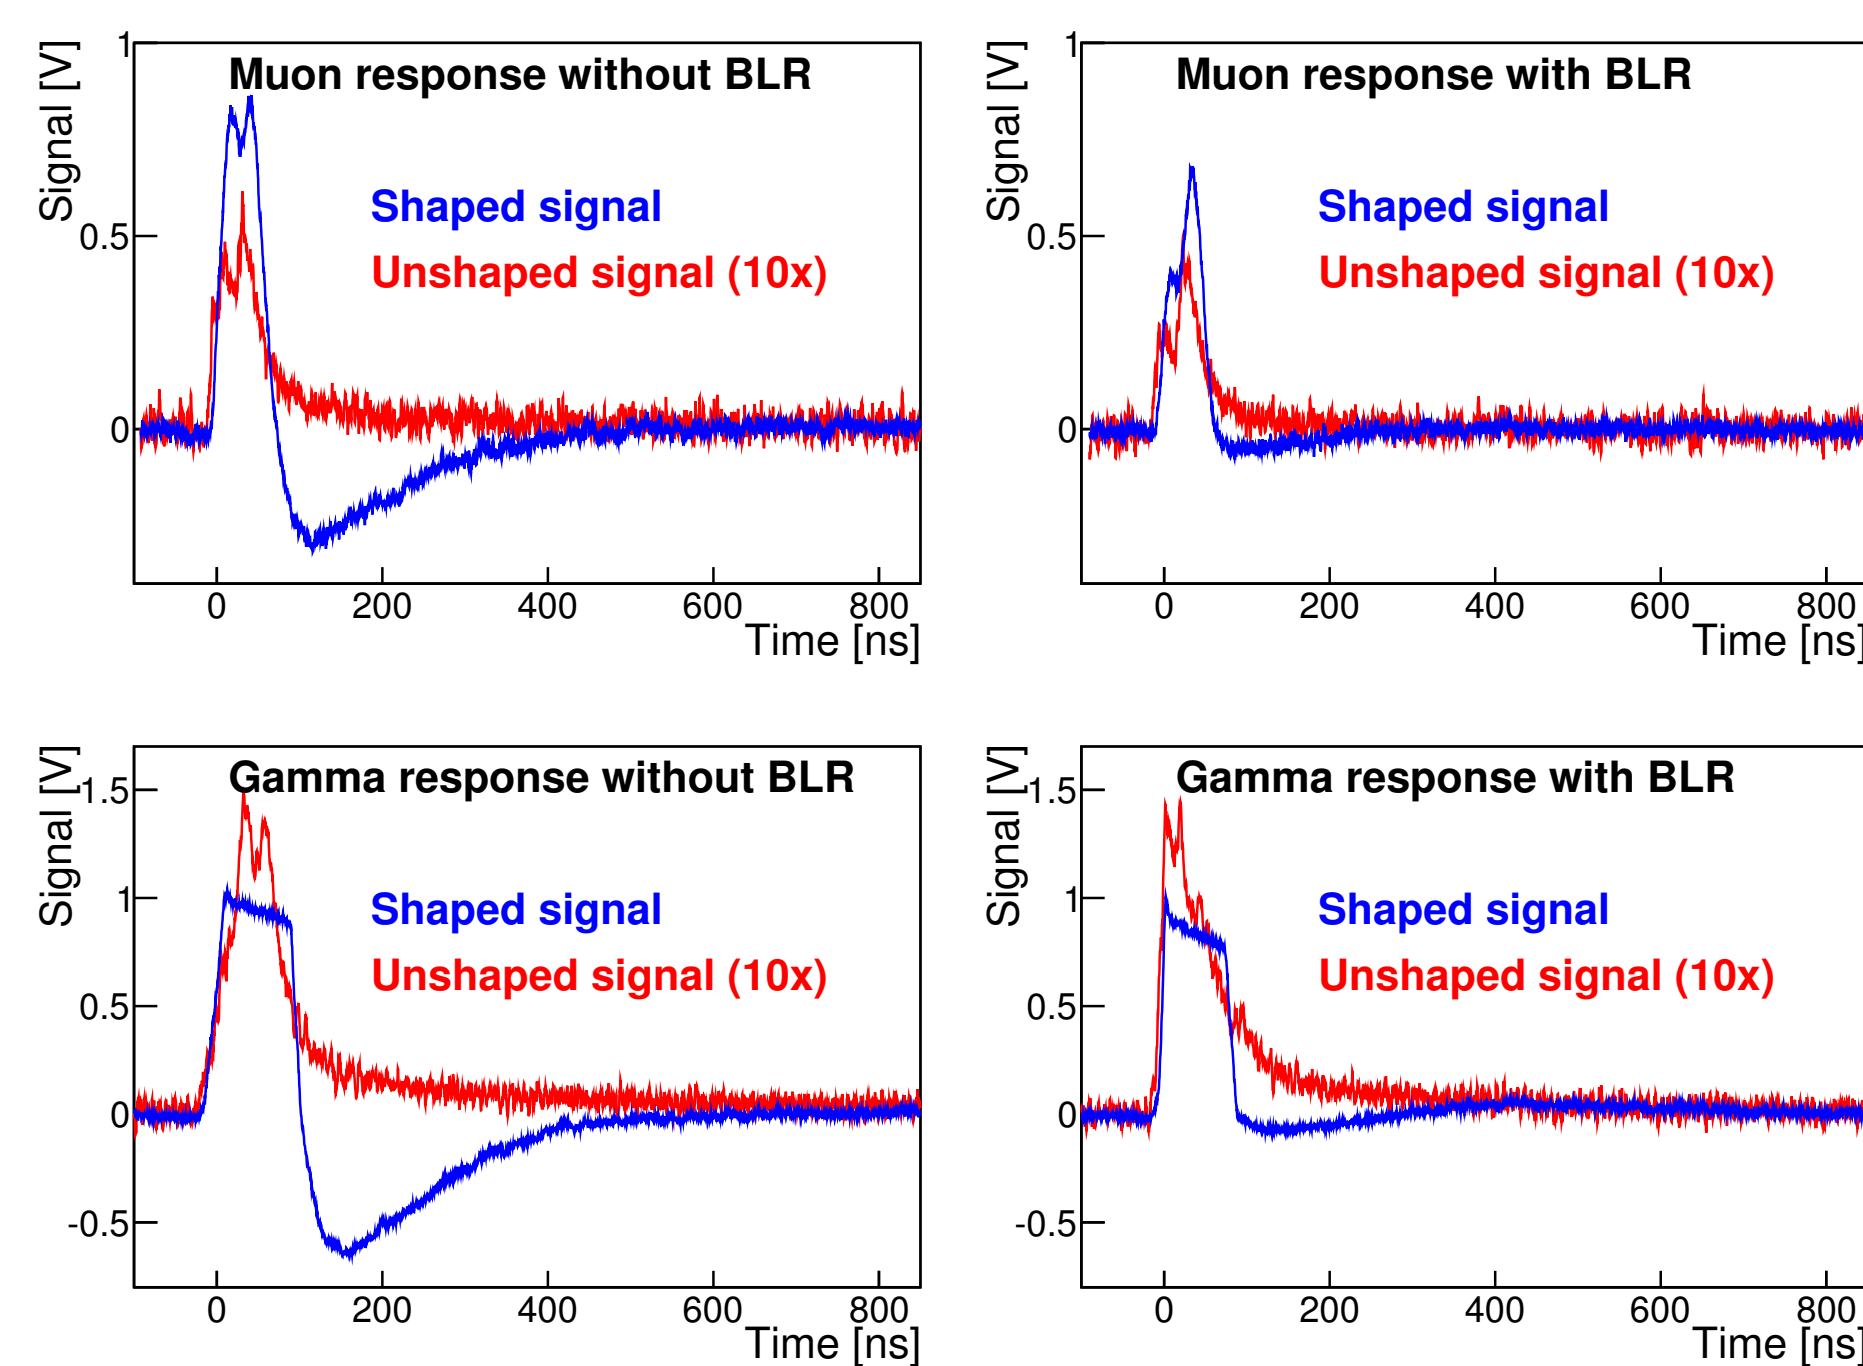 Muon response without BLR
Signal [V]
1
0.5
0
Shaped signal
Unshaped signal (10x)
0 200 400 600 800
Time [ns]
Muon response with BLR
Signal [V]
1
0.5
0
Shaped signal
Unshaped signal (10x)
0 200 400 600 800
Time [ns]
Gamma response without BLR
Signal [V]
1.5
1
0.5
0
-0.5
Shaped signal
Unshaped signal (10x)
0 200 400 600 800
Time [ns]
Gamma response with BLR
Signal [V]
1.5
1
0.5
0
-0.5
Shaped signal
Unshaped signal (10x)
0 200 400 600 800
Time [ns]